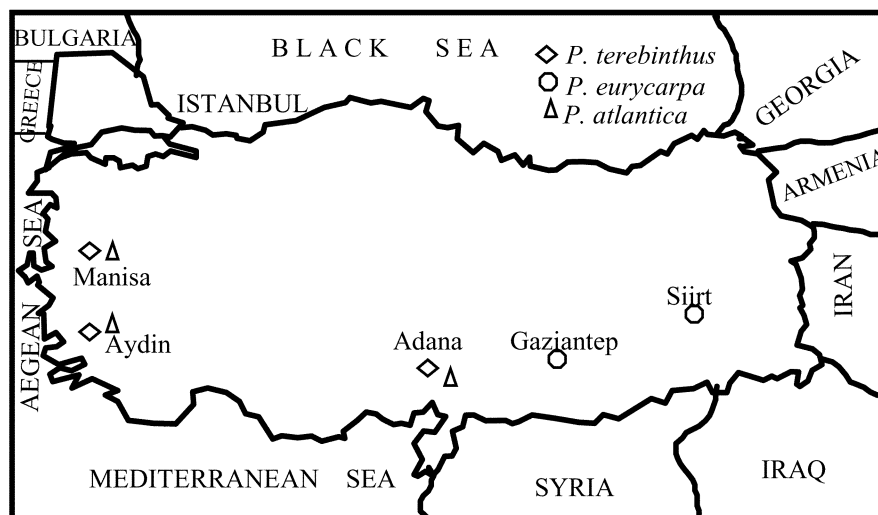 BULGARIA
BLACK SEA
P. terebinthus
P. eurycarpa
P. atlantica
GREECE
ISTANBUL
GEORGIA
ARMENIA
AEGEAN SEA
Manisa
Siirt
IRAN
Aydin
Adana
Gaziantep
MEDITERRANEAN SEA
SYRIA
IRAQ